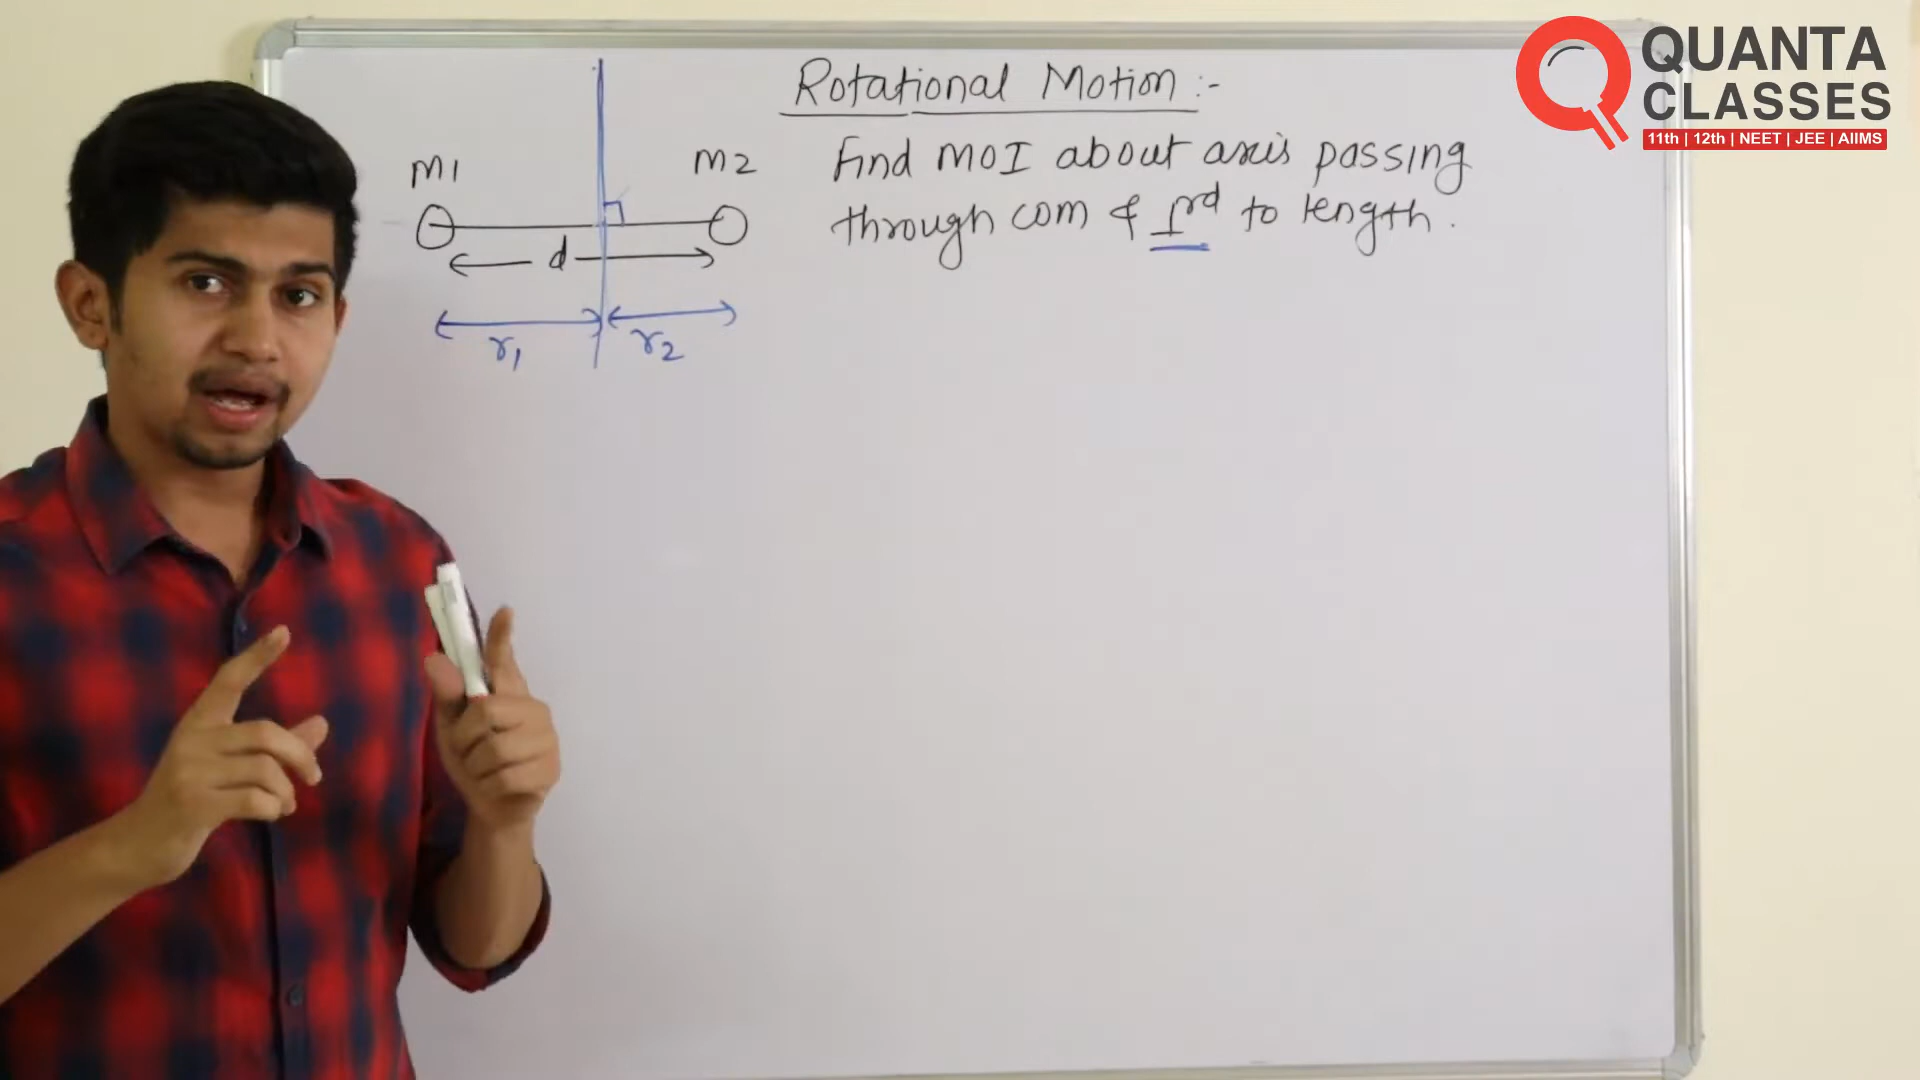 QUANTA
CLASSES
11th | 12th | NEET | JEE | AIIMS
Rotational Motion :-
Find MOI about axis passing
through com & ⊥rd to length.
M1
M2
d
r1
r2